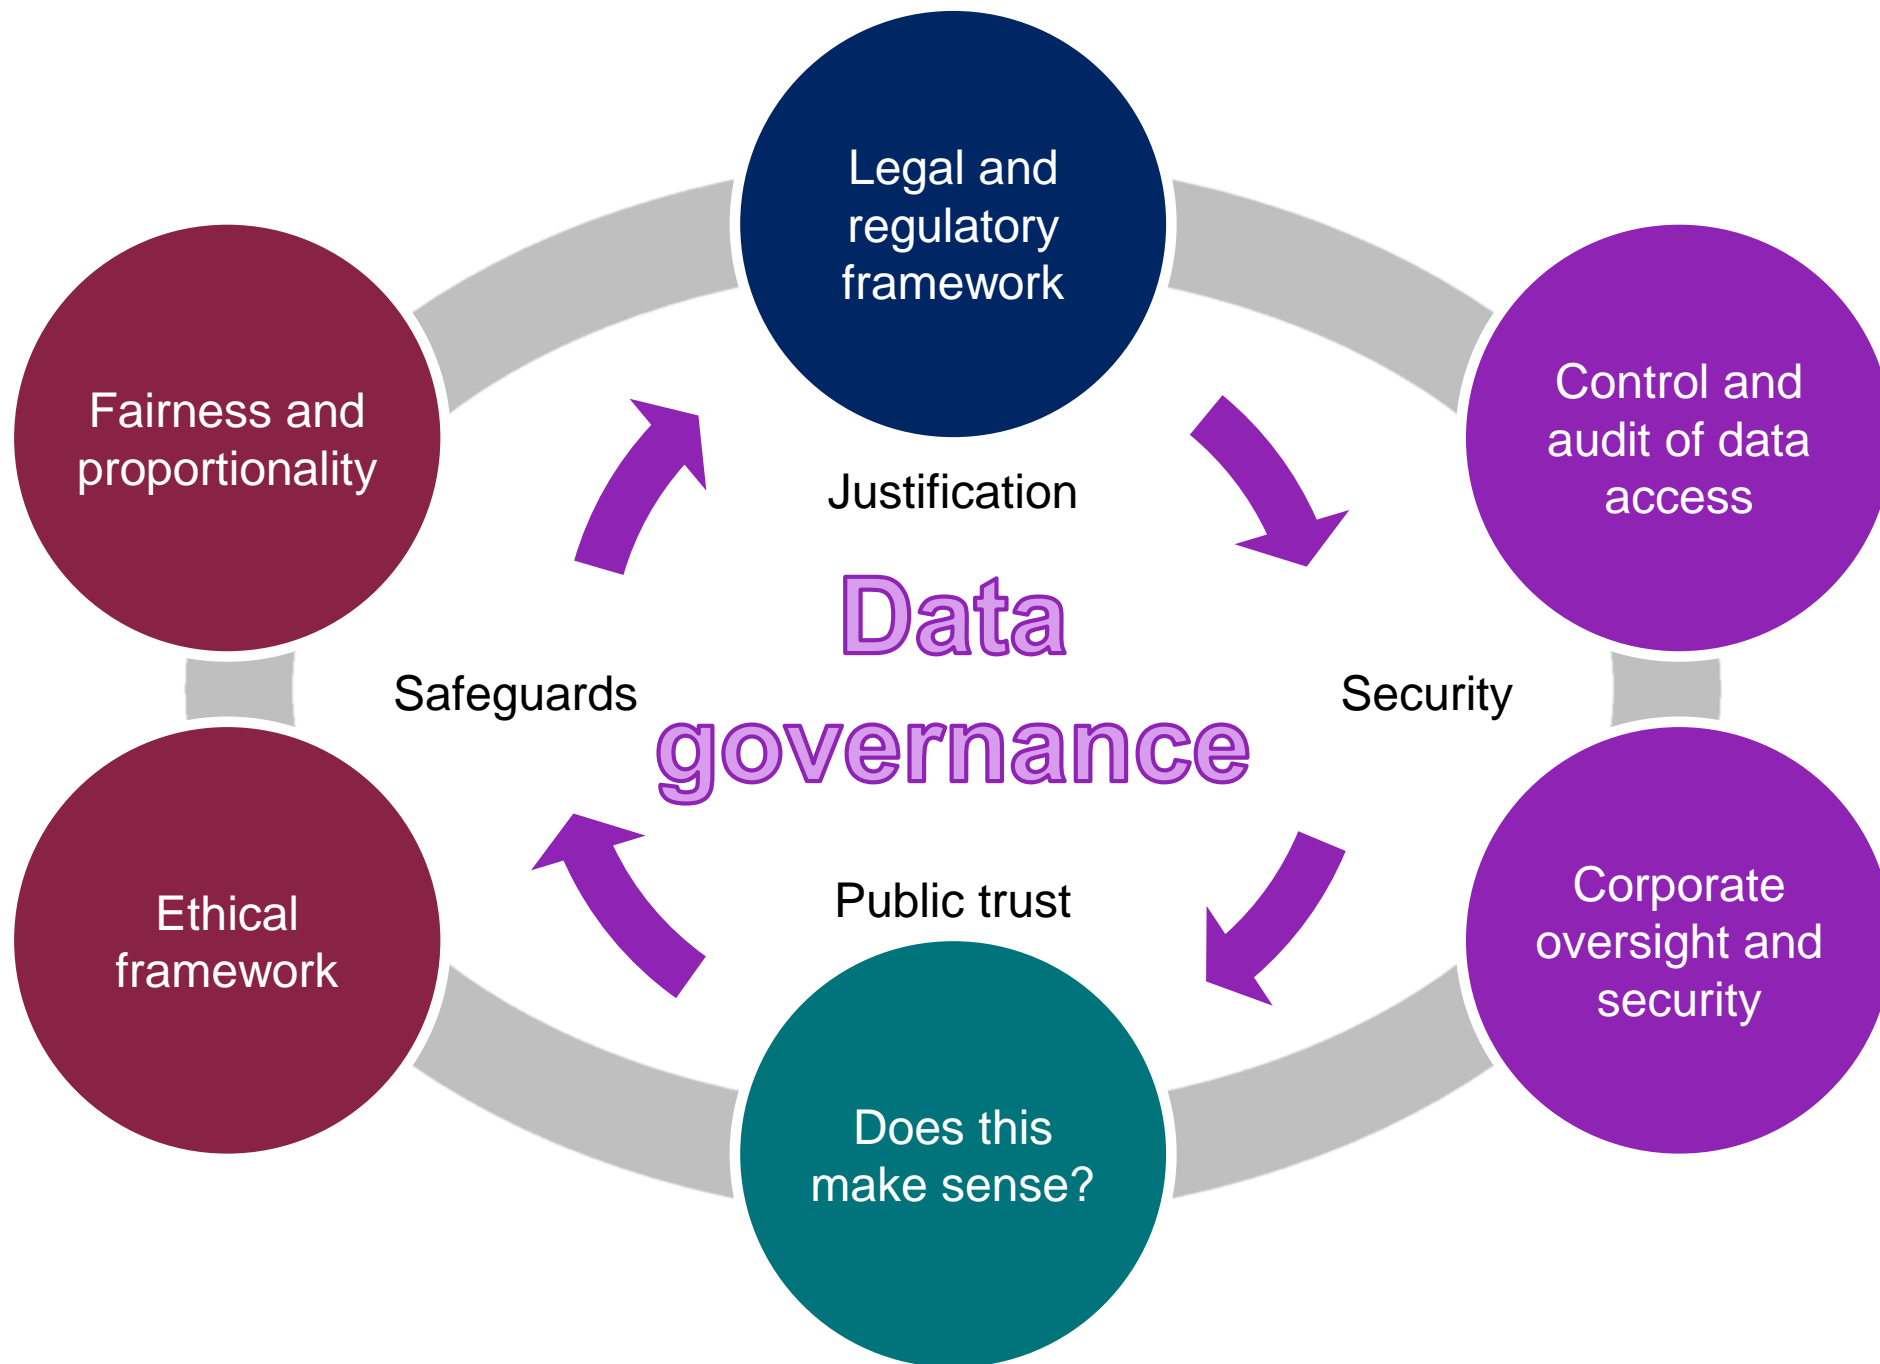 Legal and
regulatory
framework
Control and
audit of data
access
Corporate
oversight and
security
Does this
make sense?
Ethical
framework
Fairness and
proportionality
Justification
Security
Public trust
Safeguards
Data
governance